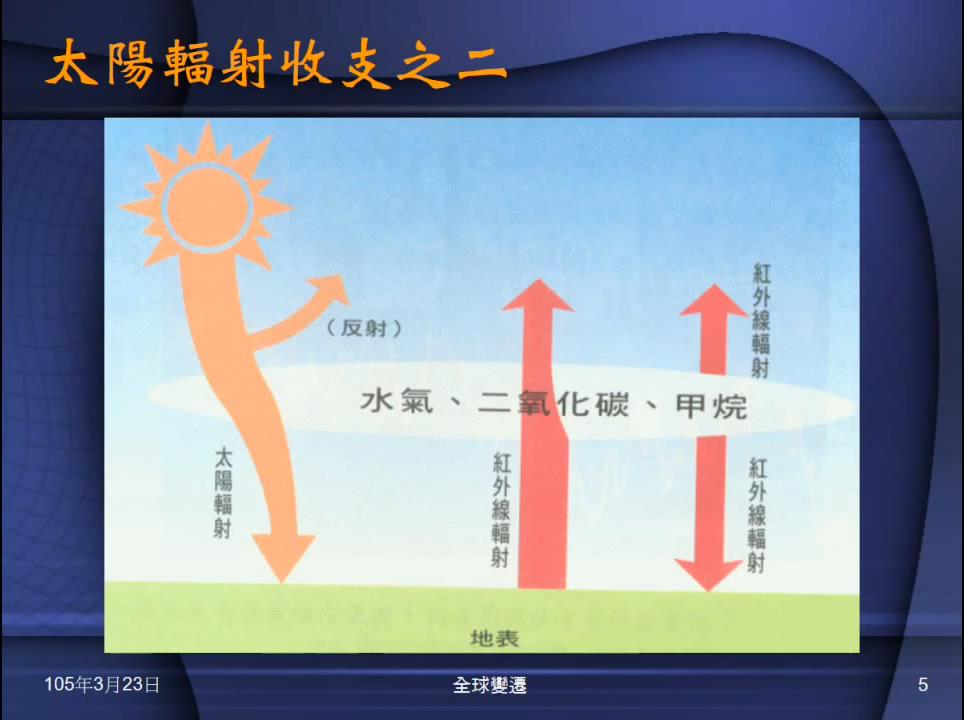 太陽輻射收支之二
（反射）
紅外線輻射
水氣、二氧化碳、甲烷
太陽輻射
紅外線輻射
紅外線輻射
地表
105年3月23日
全球變遷
5